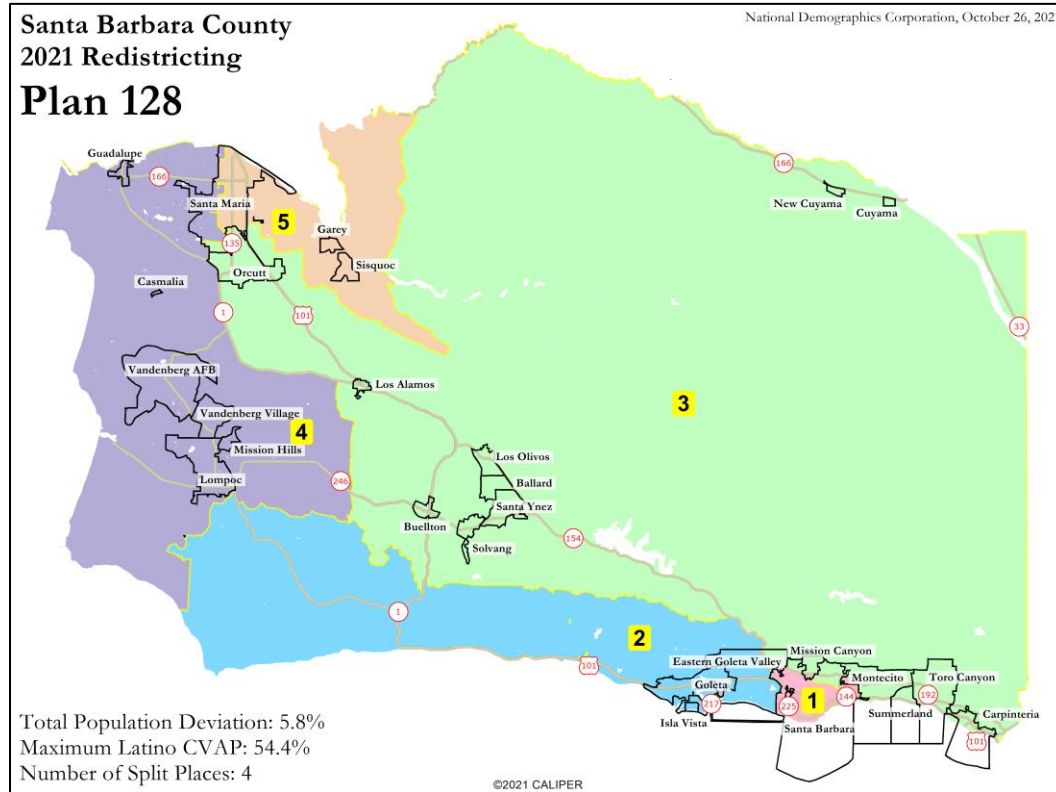 Santa Barbara County
2021 Redistricting
Plan 128
National Demographics Corporation, October 26, 202
Guadalupe
166
166
Santa Maria
New Cuyama
Cuyama
5
Garey
135
Sisquoc
Orcutt
Casmalia
1
101
33
Vandenberg AFB
Los Alamos
3
Vandenberg Village
4
Mission Hills
Los Olivos
Lompoc
246
Ballard
Santa Ynez
Buellton
154
Solvang
1
2
Mission Canyon
101
Eastern Goleta Valley
Montecito
Toro Canyon
Goleta
192
217
225
1
144
Isla Vista
Summerland
Carpinteria
Santa Barbara
101
Total Population Deviation: 5.8%
Maximum Latino CVAP: 54.4%
Number of Split Places: 4
©2021 CALIPER